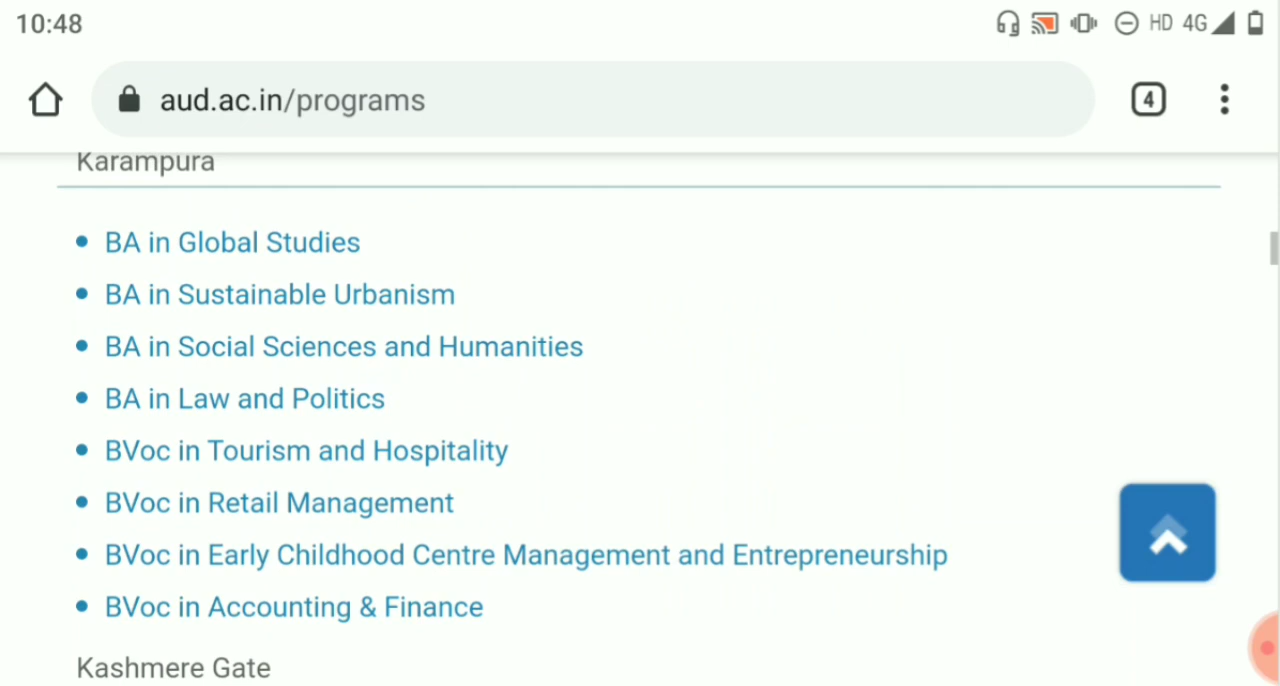 10:48
HD 4G
aud.ac.in/programs
4
Karampura
BA in Global Studies
BA in Sustainable Urbanism
BA in Social Sciences and Humanities
BA in Law and Politics
BVoc in Tourism and Hospitality
BVoc in Retail Management
BVoc in Early Childhood Centre Management and Entrepreneurship
BVoc in Accounting & Finance
Kashmere Gate